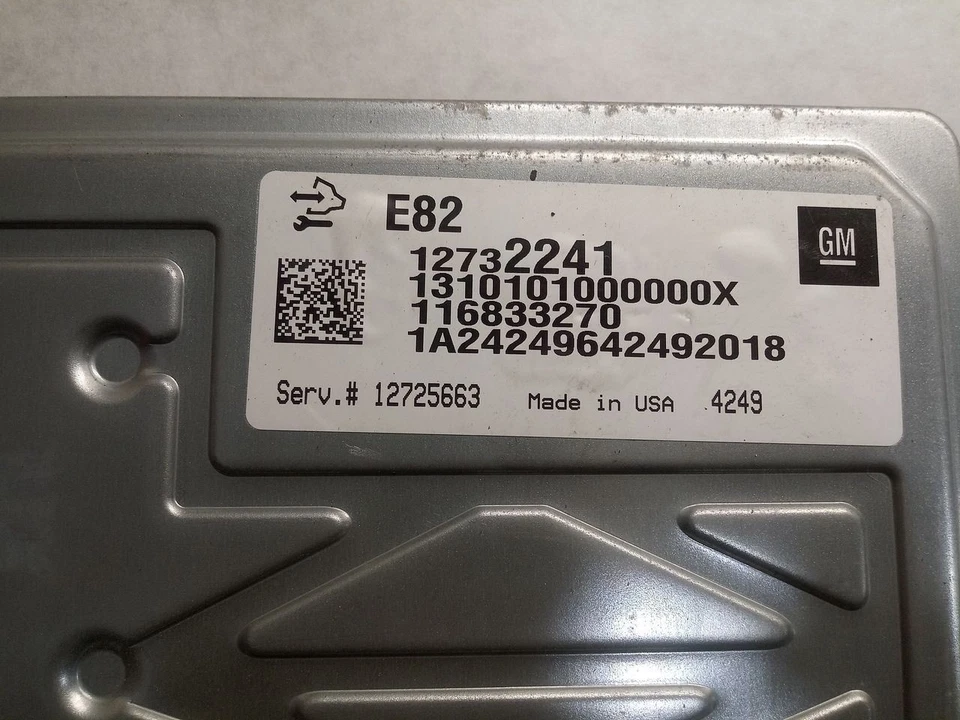 E82
GM
12732241
1310101000000X
116833270
1A24249642492018
Serv.# 12725663 Made in USA 4249